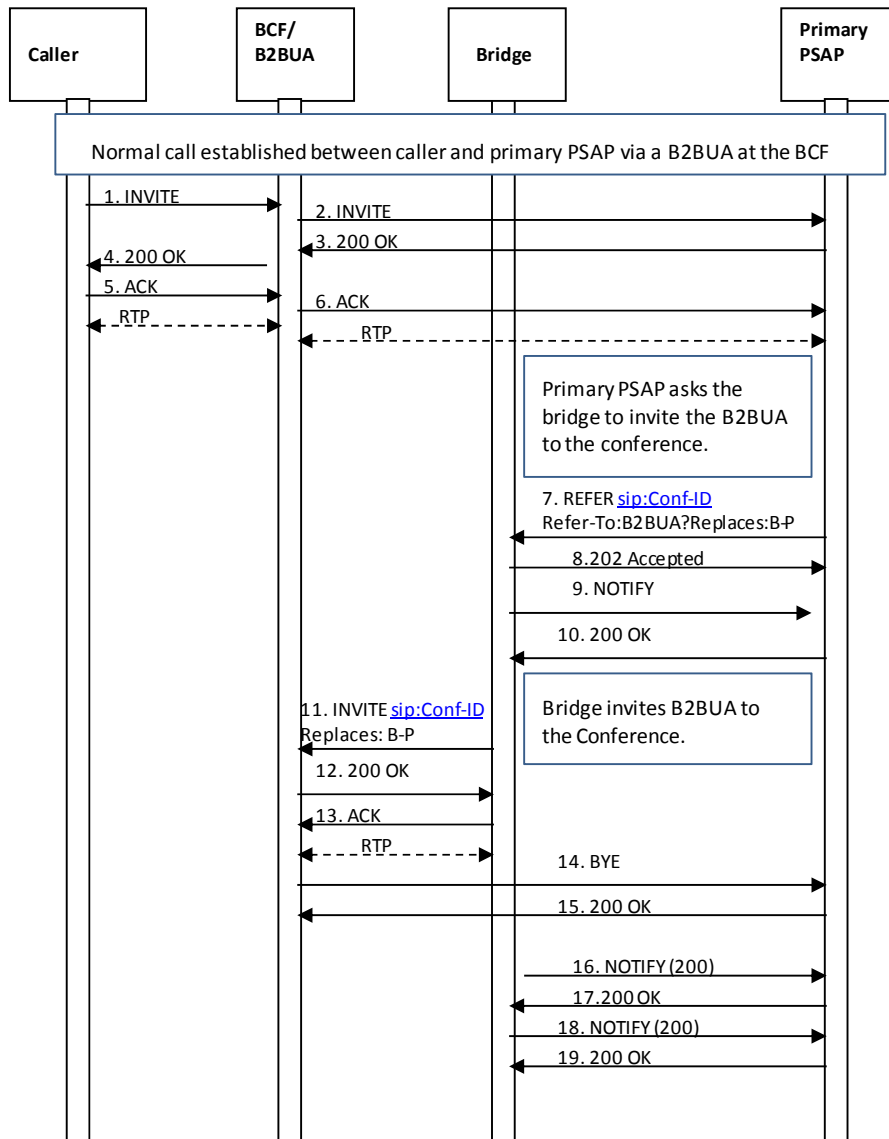 Caller
BCF/
B2BUA
Bridge
Primary
PSAP
Normal call established between caller and primary PSAP via a B2BUA at the BCF
1. INVITE
2. INVITE
3. 200 OK
4. 200 OK
5. ACK
6. ACK
RTP
RTP
Primary PSAP asks the
bridge to invite the B2BUA
to the conference.
7. REFER sip:Conf-ID
Refer-To:B2BUA?Replaces:B-P
8.202 Accepted
9. NOTIFY
10. 200 OK
11. INVITE sip:Conf-ID
Replaces: B-P
Bridge invites B2BUA to
the Conference.
12. 200 OK
13. ACK
RTP
14. BYE
15. 200 OK
16. NOTIFY (200)
17.200 OK
18. NOTIFY (200)
19. 200 OK